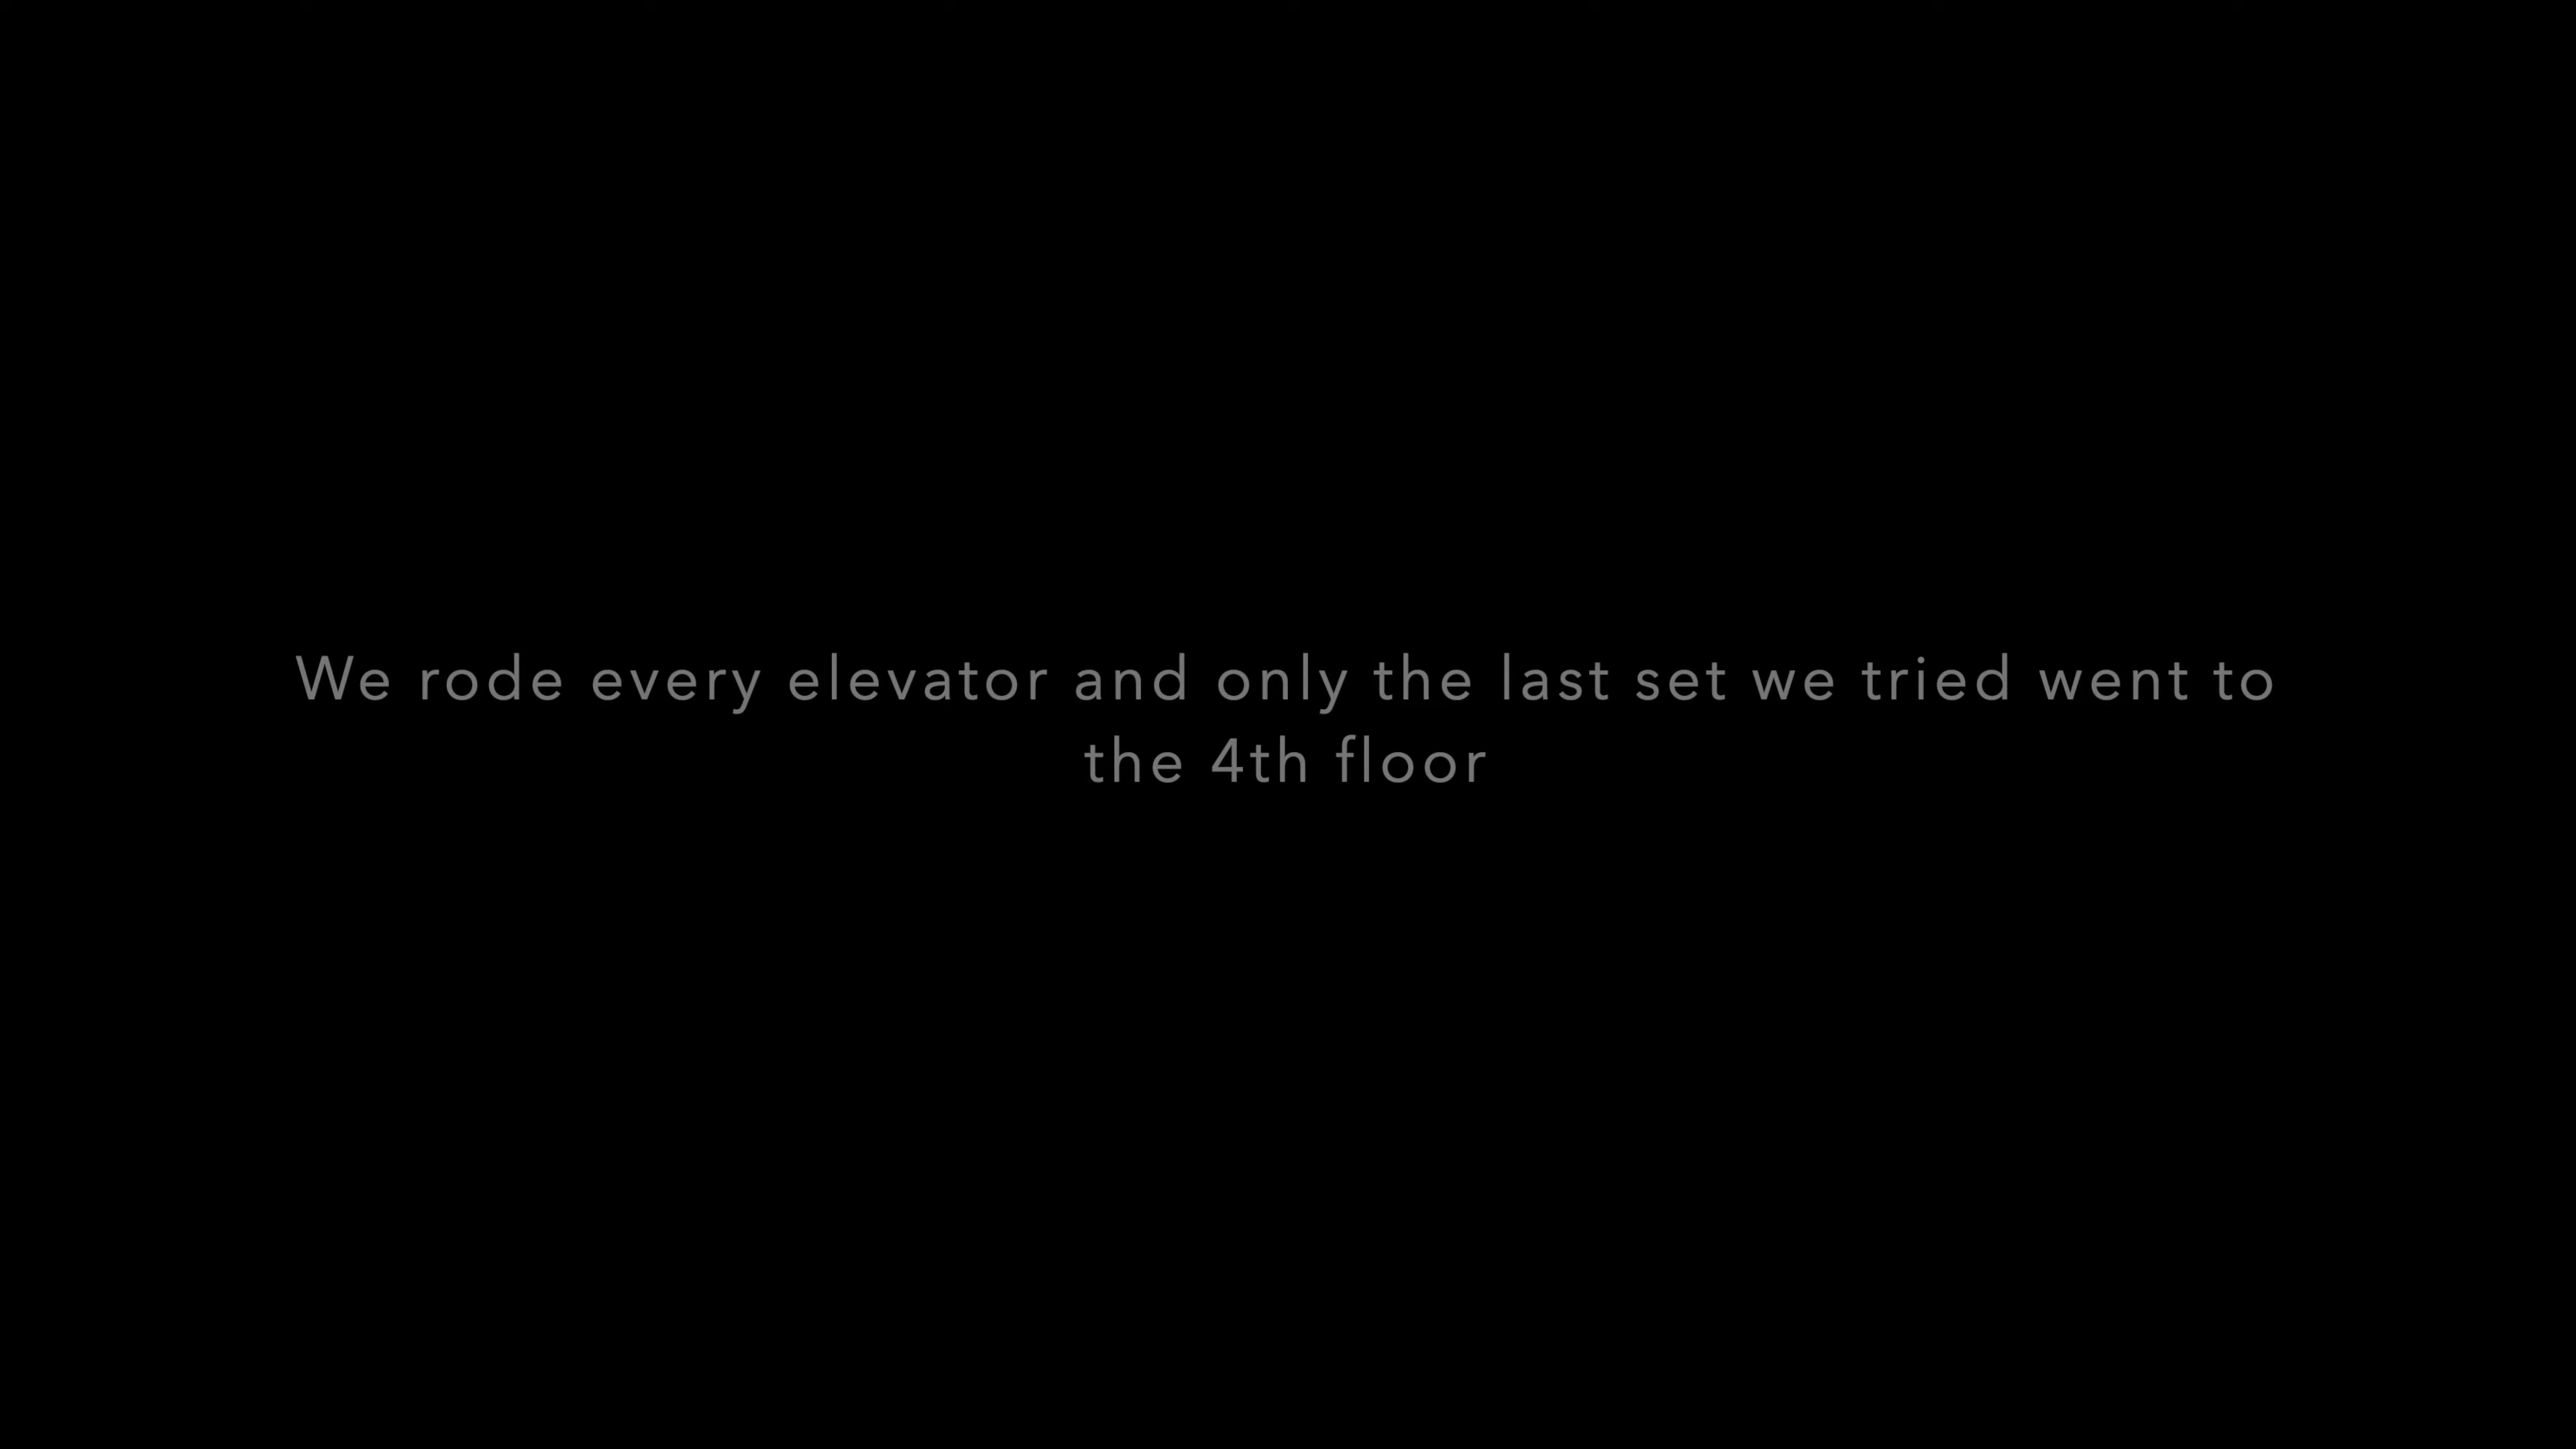 We rode every elevator and only the last set we tried went to
the 4th floor